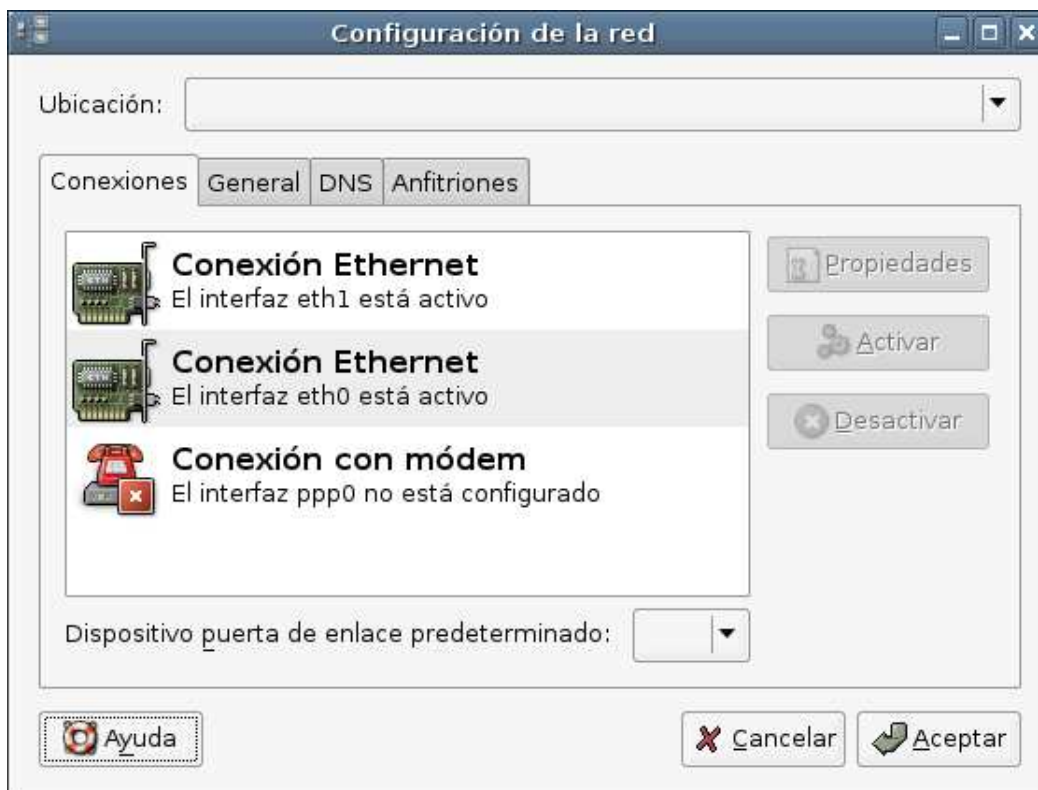 Configuración de la red
Ubicación:
Conexiones General DNS Anfitriones
Conexión Ethernet
El interfaz eth1 está activo
Propiedades
Conexión Ethernet
El interfaz eth0 está activo
Activar
Desactivar
Conexión con módem
El interfaz ppp0 no está configurado
Dispositivo puerta de enlace predeterminado:
Ayuda Cancelar Aceptar